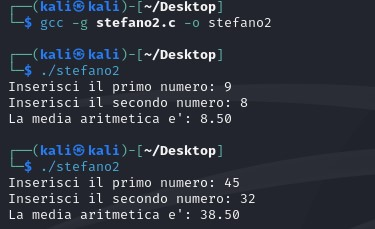 ┌──(kali㉿kali)-[~/Desktop]
└─$ gcc -g stefano2.c -o stefano2
┌──(kali㉿kali)-[~/Desktop]
└─$ ./stefano2
Inserisci il primo numero: 9
Inserisci il secondo numero: 8
La media aritmetica e': 8.50
┌──(kali㉿kali)-[~/Desktop]
└─$ ./stefano2
Inserisci il primo numero: 45
Inserisci il secondo numero: 32
La media aritmetica e': 38.50